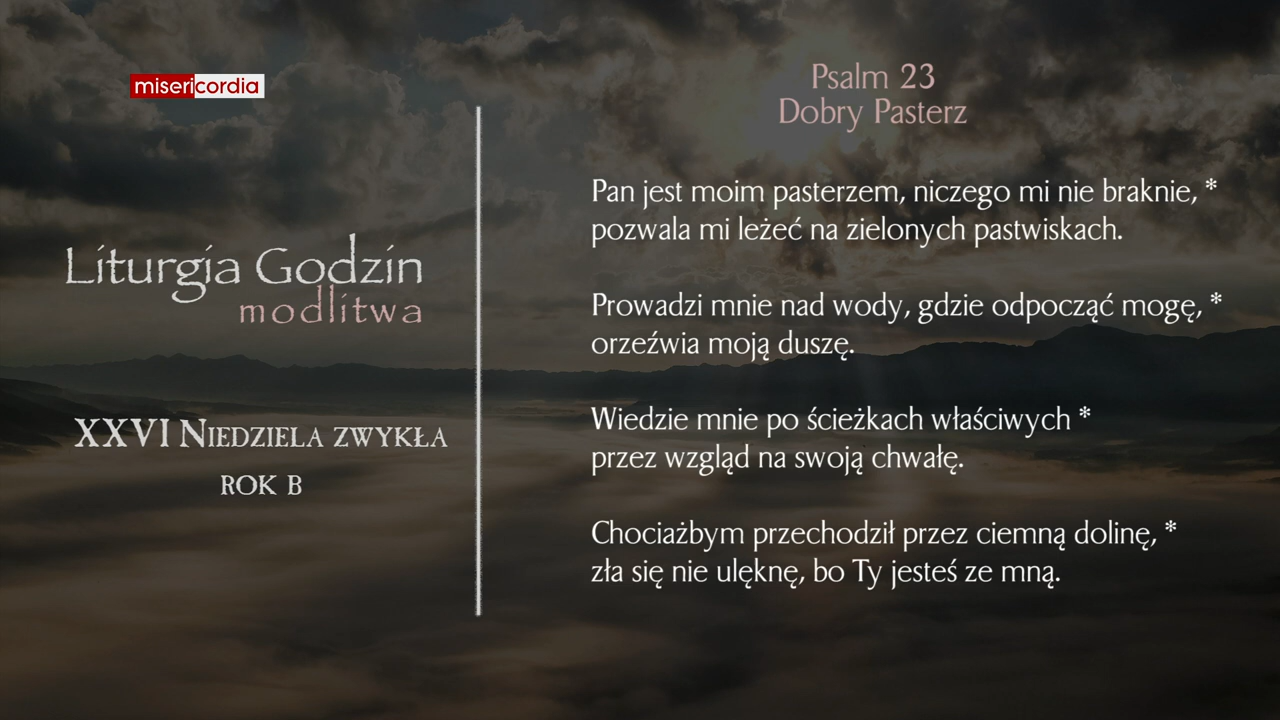 misericordia
Liturgia Godzin
modlitwa
XXVI Niedziela zwykła
rok B
Psalm 23
Dobry Pasterz
Pan jest moim pasterzem, niczego mi nie braknie, *
pozwala mi leżeć na zielonych pastwiskach.
Prowadzi mnie nad wody, gdzie odpocząć mogę, *
orzeźwia moją duszę.
Wiedzie mnie po ścieżkach właściwych *
przez wzgląd na swoją chwałę.
Chociażbym przechodził przez ciemną dolinę, *
zła się nie ulęknę, bo Ty jesteś ze mną.